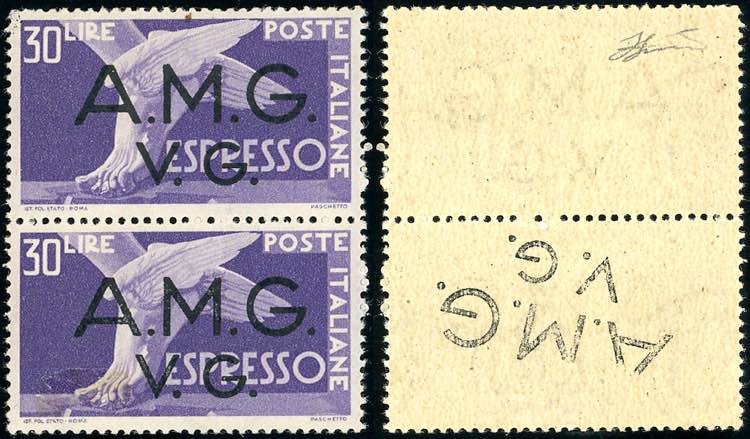 30 LIRE POSTE ITALIANE
A.M.G.
V.G.
ESPRESSO
IST. POL. STATO - ROMA PASCHETTO
30 LIRE POSTE ITALIANE
A.M.G.
V.G.
ESPRESSO
IST. POL. STATO - ROMA PASCHETTO
A.M.G.
V.G.
V.G.
A.M.G.